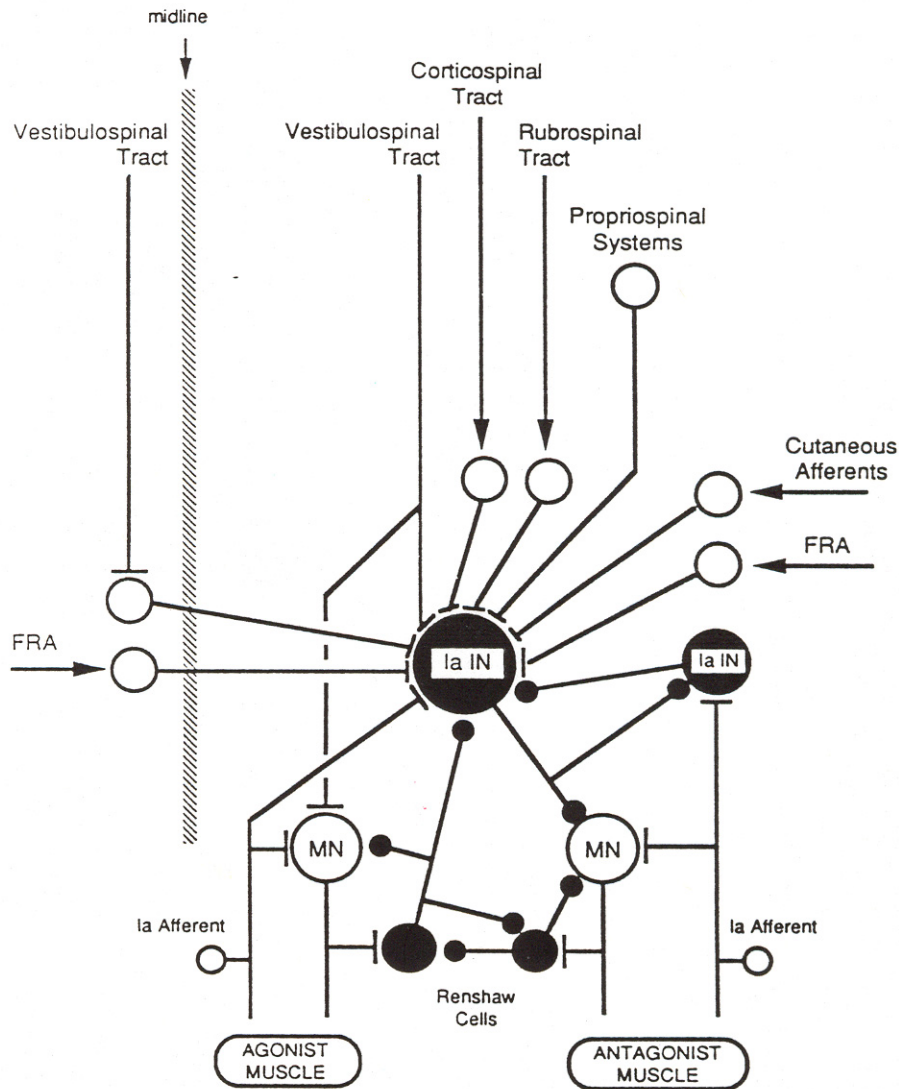 midline
Vestibulospinal
Tract
Vestibulospinal
Tract
Corticospinal
Tract
Rubrospinal
Tract
Propriospinal
Systems
Cutaneous
Afferents
FRA
FRA
Ia IN
Ia IN
MN
MN
Ia Afferent
Ia Afferent
Renshaw
Cells
AGONIST
MUSCLE
ANTAGONIST
MUSCLE